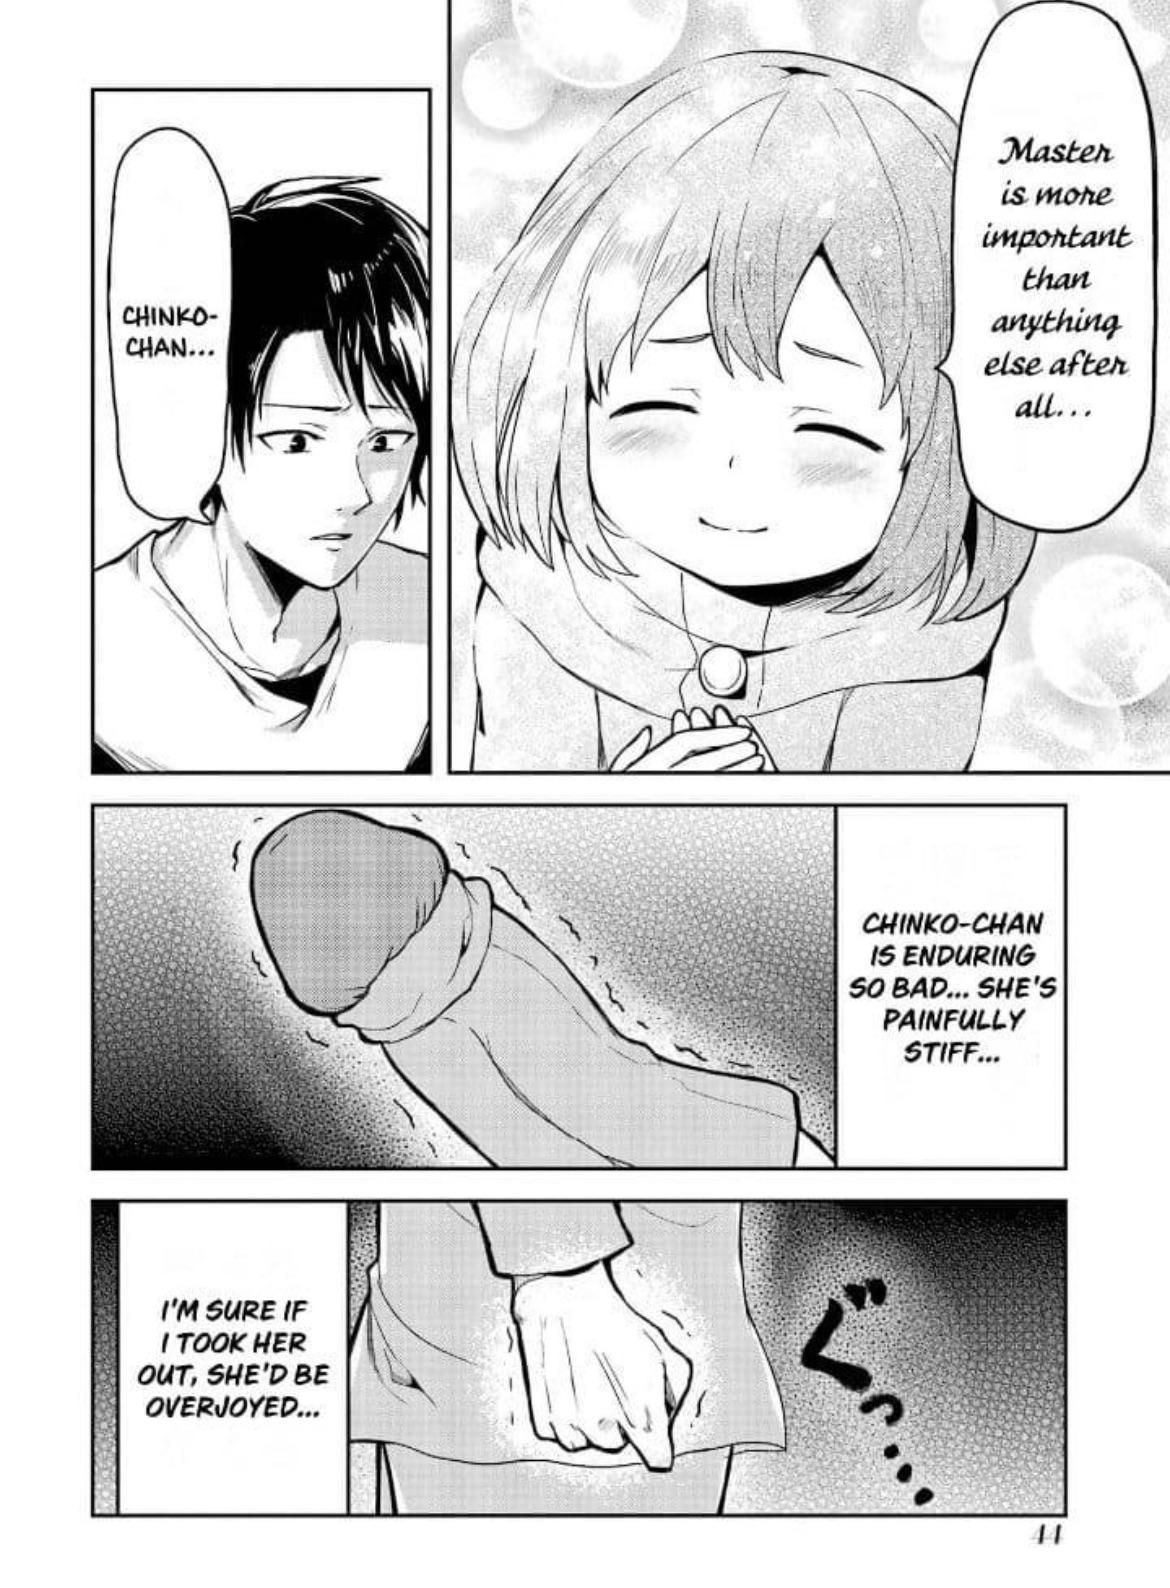 Master
is more
important
than
anything
else after
all...
CHINKO-
CHAN...
CHINKO-CHAN
IS ENDURING
SO BAD... SHE'S
PAINFULLY
STIFF...
ぐっ...
I'M SURE IF
I TOOK HER
OUT, SHE'D BE
OVERJOYED...
44